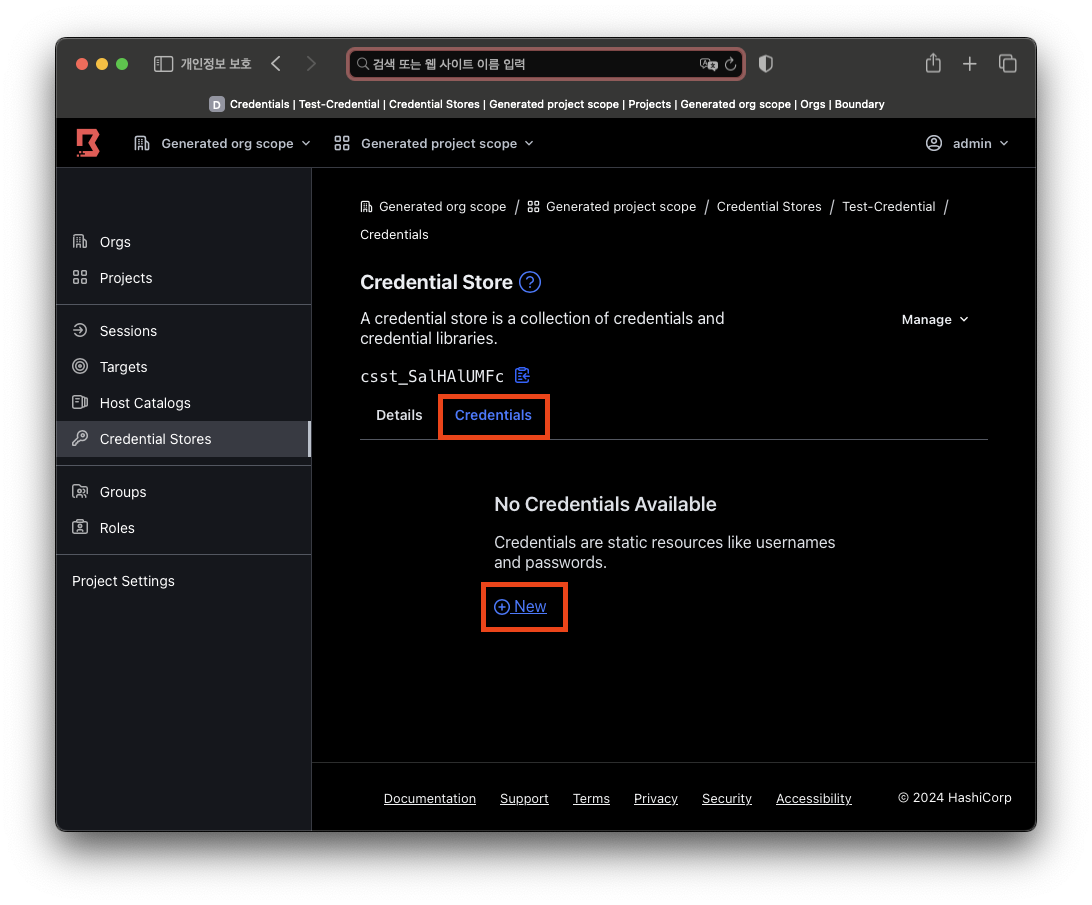 개인정보 보호
검색 또는 웹 사이트 이름 입력
D Credentials | Test-Credential | Credential Stores | Generated project scope | Projects | Generated org scope | Orgs | Boundary
Generated org scope
Generated project scope
admin
Orgs
Projects
Sessions
Targets
Host Catalogs
Credential Stores
Groups
Roles
Project Settings
Generated org scope / Generated project scope / Credential Stores / Test-Credential /
Credentials
Credential Store ?
A credential store is a collection of credentials and
credential libraries.
Manage
csst_SalHAlUMFc
Details
Credentials
No Credentials Available
Credentials are static resources like usernames
and passwords.
New
Documentation Support Terms Privacy Security Accessibility © 2024 HashiCorp